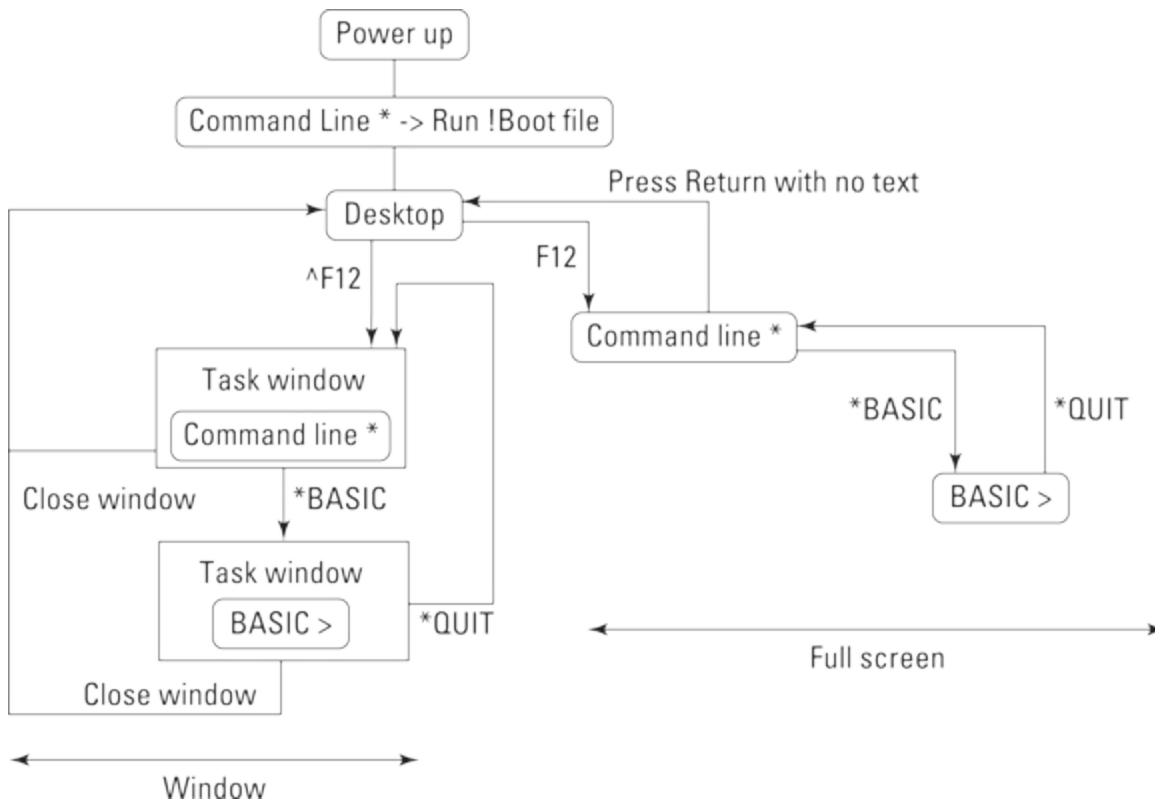 Power up
Command Line * -> Run !Boot file
Press Return with no text
Desktop
^F12
F12
Command line *
Task window
Command line *
*BASIC
*QUIT
Close window
*BASIC
BASIC >
Task window
BASIC >
*QUIT
Full screen
Close window
Window